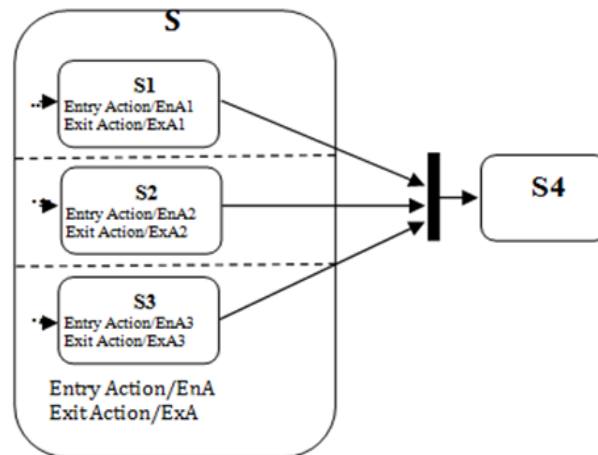 S
S1
Entry Action/EnA1
Exit Action/ExA1
S2
Entry Action/EnA2
Exit Action/ExA2
S3
Entry Action/EnA3
Exit Action/ExA3
Entry Action/EnA
Exit Action/ExA
S4